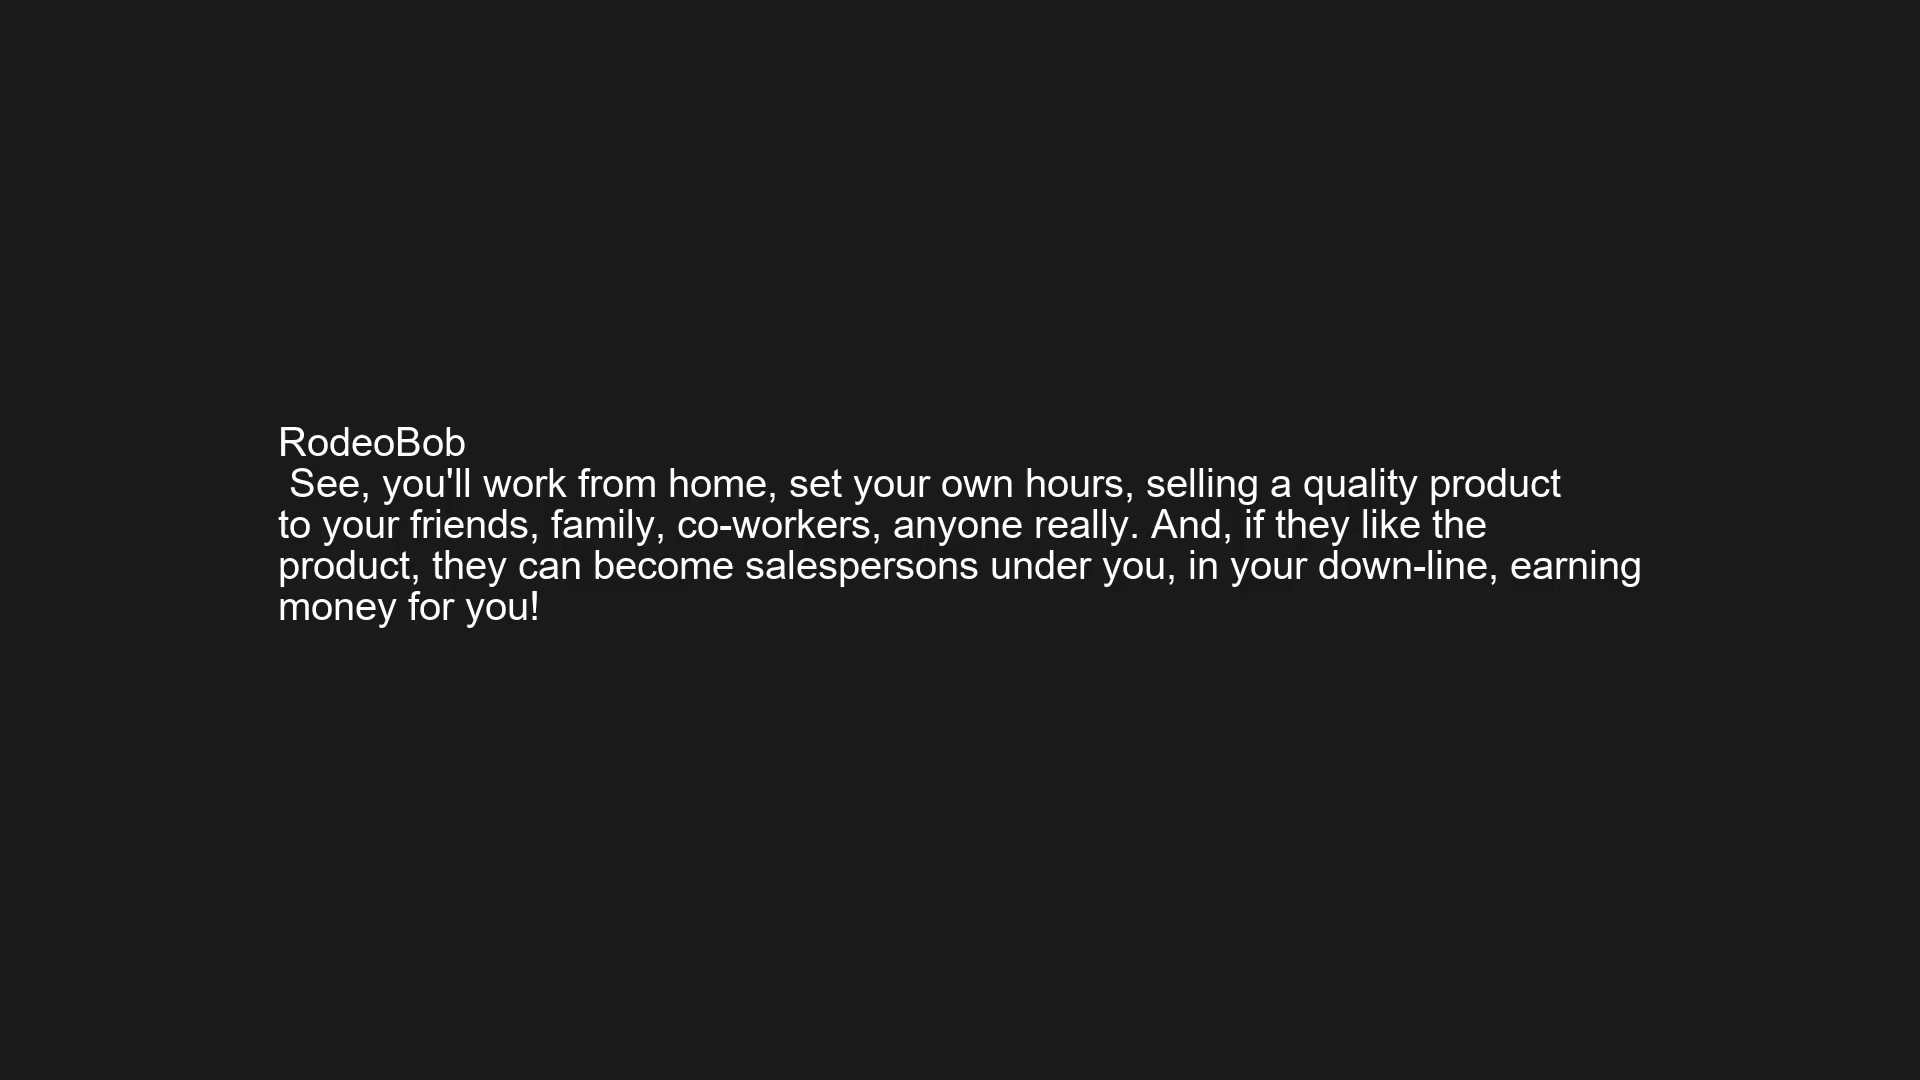 RodeoBob
See, you'll work from home, set your own hours, selling a quality product
to your friends, family, co-workers, anyone really. And, if they like the
product, they can become salespersons under you, in your down-line, earning
money for you!